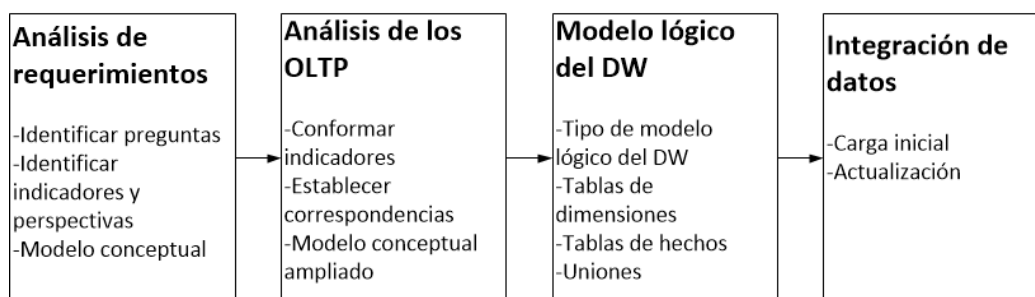 Análisis de
requerimientos
-Identificar preguntas
-Identificar
indicadores y
perspectivas
-Modelo conceptual
Análisis de los
OLTP
-Conformar
indicadores
-Establecer
correspondencias
-Modelo conceptual
ampliado
Modelo lógico
del DW
-Tipo de modelo
lógico del DW
-Tablas de
dimensiones
-Tablas de hechos
-Uniones
Integración de
datos
-Carga inicial
-Actualización